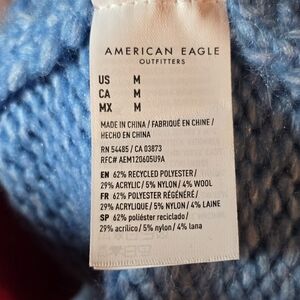 AMERICAN EAGLE
OUTFITTERS
US M
CA M
MX M
MADE IN CHINA / FABRIQUÉ EN CHINE /
HECHO EN CHINA
RN 54485 / CA 03873
RFC# AEM120605U9A
EN 62% RECYCLED POLYESTER /
29% ACRYLIC / 5% NYLON / 4% WOOL
FR 62% POLYESTER RÉGÉNÉRÉ /
29% ACRYLIQUE / 5% NYLON / 4% LAINE
SP 62% poliéster reciclado /
29% acrílico / 5% nylon / 4% lana